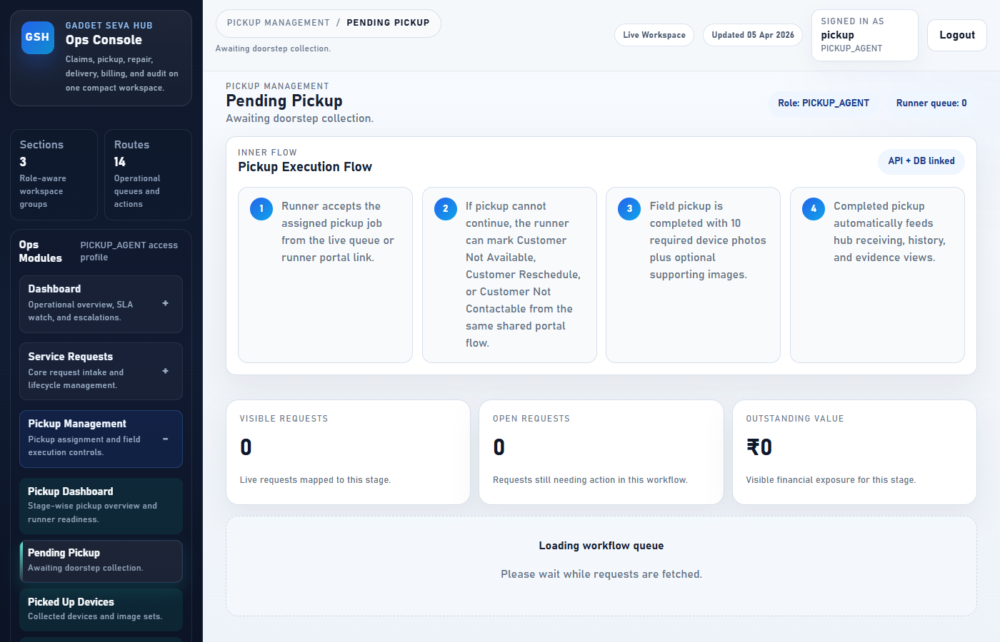 GSH
GADGET SEVA HUB
Ops Console
Claims, pickup, repair,
delivery, billing, and audit on
one compact workspace.
Sections
3
Role-aware
workspace
groups
Routes
14
Operational
queues and
actions
Ops
Modules
PICKUP_AGENT access
profile
Dashboard
Operational overview, SLA
watch, and escalations.
+
Service Requests
Core request intake and
lifecycle management.
+
Pickup Management
Pickup assignment and field
execution controls.
−
Pickup Dashboard
Stage-wise pickup overview and
runner readiness.
Pending Pickup
Awaiting doorstep collection.
Picked Up Devices
Collected devices and image sets.
PICKUP MANAGEMENT / PENDING PICKUP
Awaiting doorstep collection.
Live Workspace
Updated 05 Apr 2026
SIGNED IN AS
pickup
PICKUP_AGENT
Logout
PICKUP MANAGEMENT
Pending Pickup
Awaiting doorstep collection.
Role: PICKUP_AGENT
Runner queue: 0
INNER FLOW
Pickup Execution Flow
API + DB linked
1
Runner accepts the
assigned pickup job
from the live queue or
runner portal link.
2
If pickup cannot
continue, the runner
can mark Customer
Not Available,
Customer Reschedule,
or Customer Not
Contactable from the
same shared portal
flow.
3
Field pickup is
completed with 10
required device photos
plus optional
supporting images.
4
Completed pickup
automatically feeds
hub receiving, history,
and evidence views.
VISIBLE REQUESTS
0
Live requests mapped to this stage.
OPEN REQUESTS
0
Requests still needing action in this workflow.
OUTSTANDING VALUE
₹0
Visible financial exposure for this stage.
Loading workflow queue
Please wait while requests are fetched.